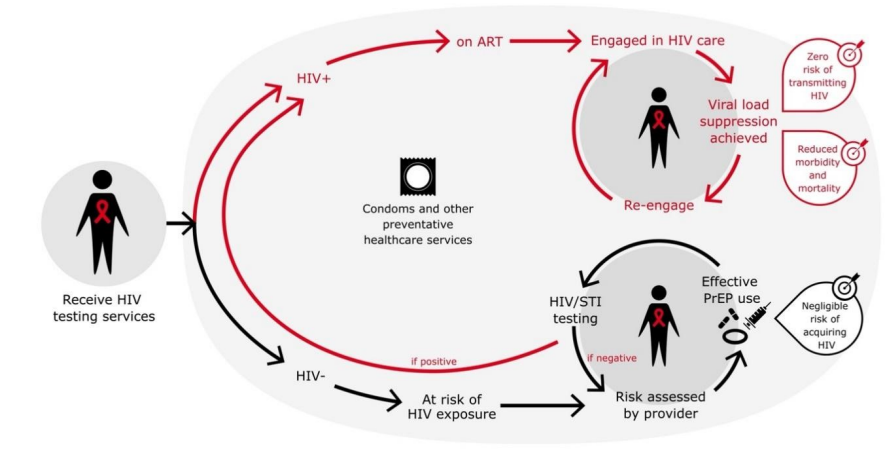 HIV+
on ART
Engaged in HIV care
Zero
risk of
transmitting
HIV
Viral load
suppression
achieved
Reduced
morbidity
and
mortality
Re-engage
Condoms and other
preventative
healthcare services
Receive HIV
testing services
HIV/STI
testing
Effective
PrEP use
Negligible
risk of
acquiring
HIV
if positive
if negative
HIV-
At risk of
HIV exposure
Risk assessed
by provider